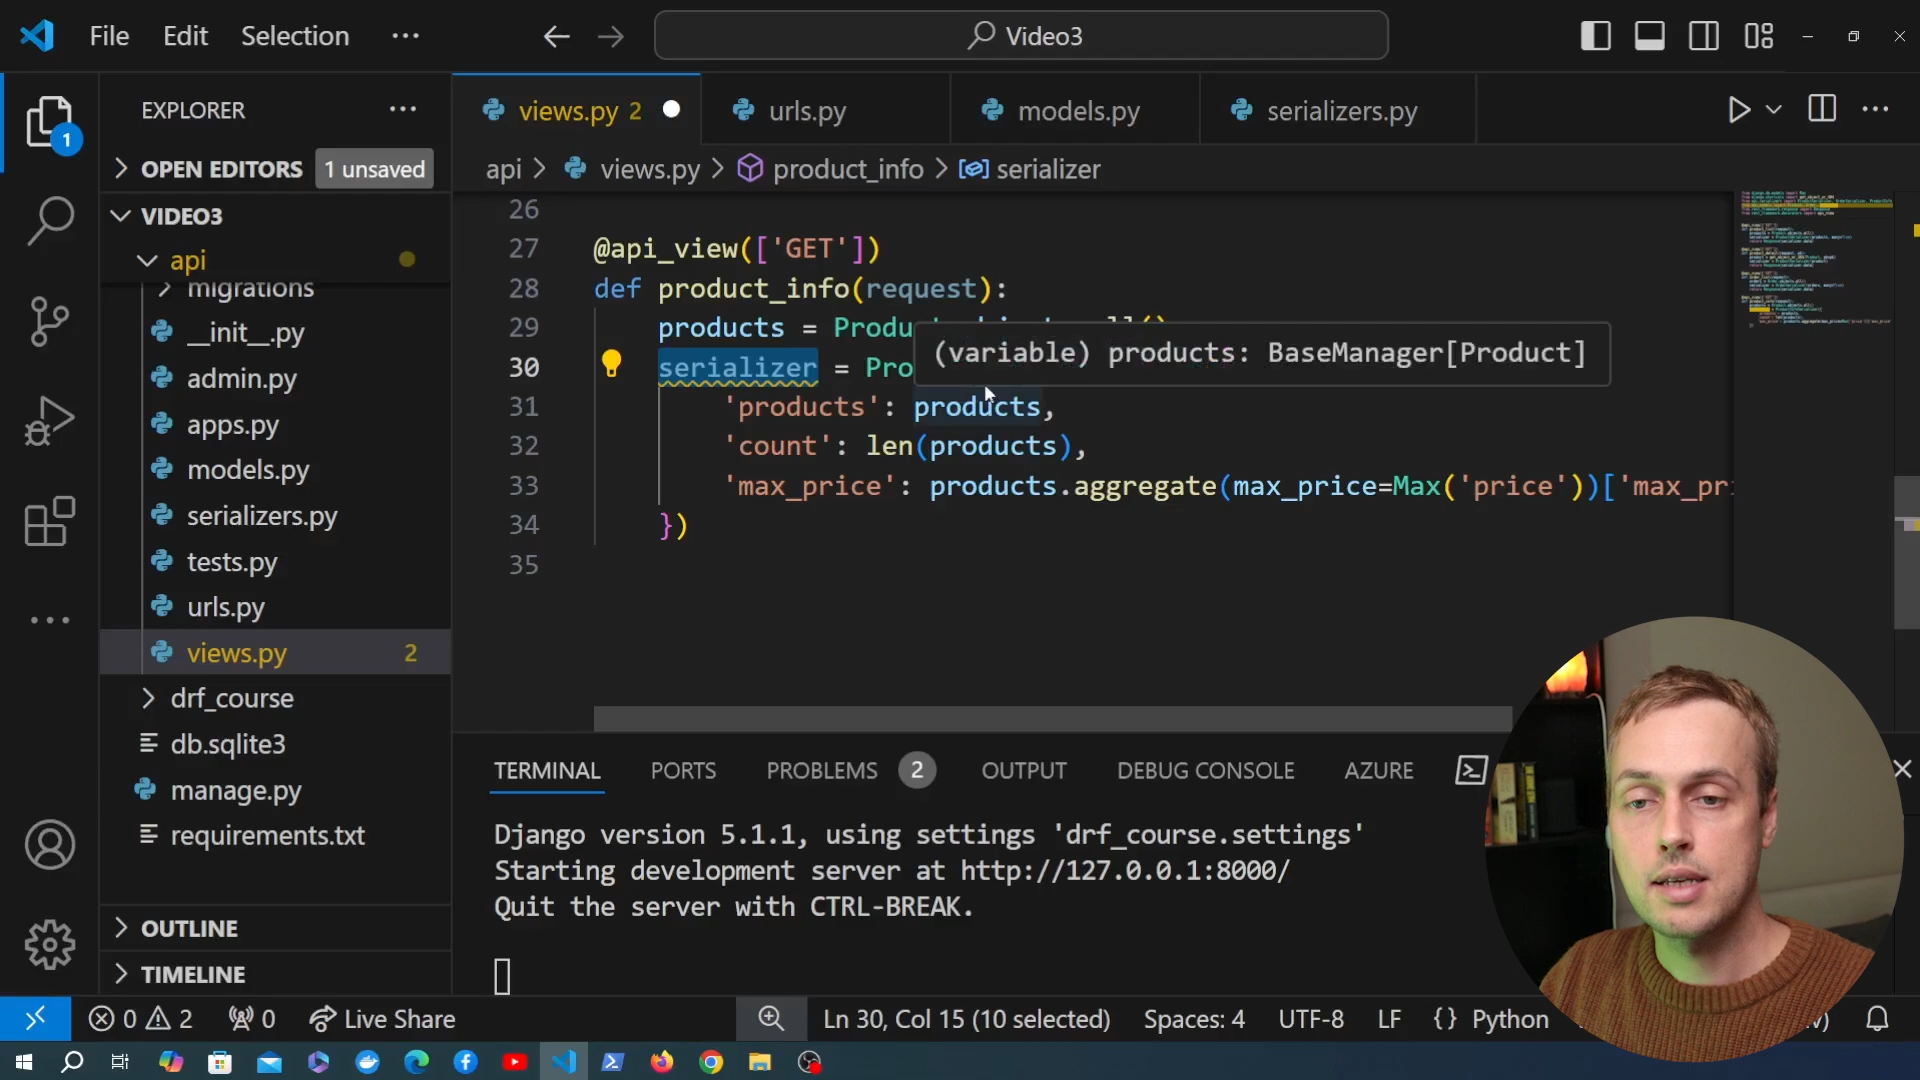 File Edit Selection ···
Video3
EXPLORER ···
views.py 2
urls.py
models.py
serializers.py
OPEN EDITORS 1 unsaved
api > views.py > product_info > serializer
VIDEO3
api
migrations
__init__.py
admin.py
apps.py
models.py
serializers.py
tests.py
urls.py
views.py 2
drf_course
db.sqlite3
manage.py
requirements.txt
OUTLINE
TIMELINE
1
26
27 @api_view(['GET'])
28 def product_info(request):
29 products = Produ
(variable) products: BaseManager[Product]
30 serializer = Pro
31 'products': products,
32 'count': len(products),
33 'max_price': products.aggregate(max_price=Max('price'))['max_pr
34 })
35
TERMINAL PORTS PROBLEMS 2 OUTPUT DEBUG CONSOLE AZURE
Django version 5.1.1, using settings 'drf_course.settings'
Starting development server at http://127.0.0.1:8000/
Quit the server with CTRL-BREAK.
0 2 0 Live Share Ln 30, Col 15 (10 selected) Spaces: 4 UTF-8 LF {} Python